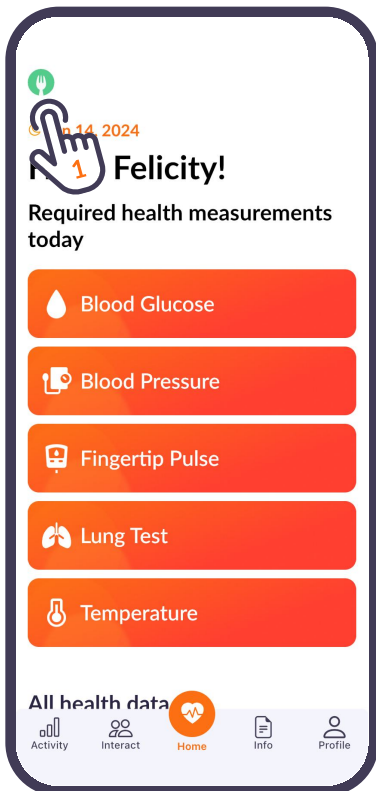 14, 2024
1
Felicity!
Required health measurements
today
Blood Glucose
Blood Pressure
Fingertip Pulse
Lung Test
Temperature
All health data
Activity
Interact
Home
Info
Profile